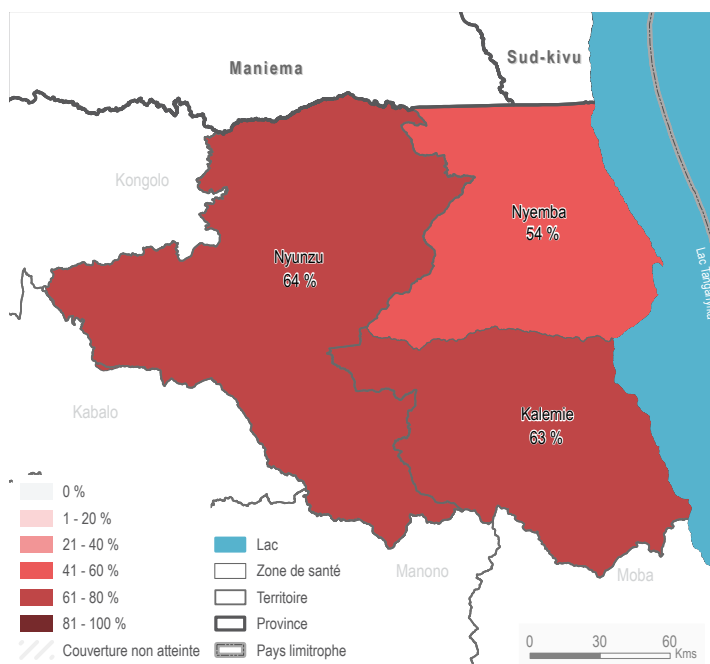 Sud-kivu
Maniema
Kongolo
Nyemba
54 %
Nyunzu
64 %
Lac Tanganyika
Kabalo
Kalemie
63 %
0 %
1 - 20 %
21 - 40 %
41 - 60 %
61 - 80 %
81 - 100 %
Couverture non atteinte
Lac
Zone de santé
Territoire
Province
Pays limitrophe
Manono
Moba
0 30 60
Kms